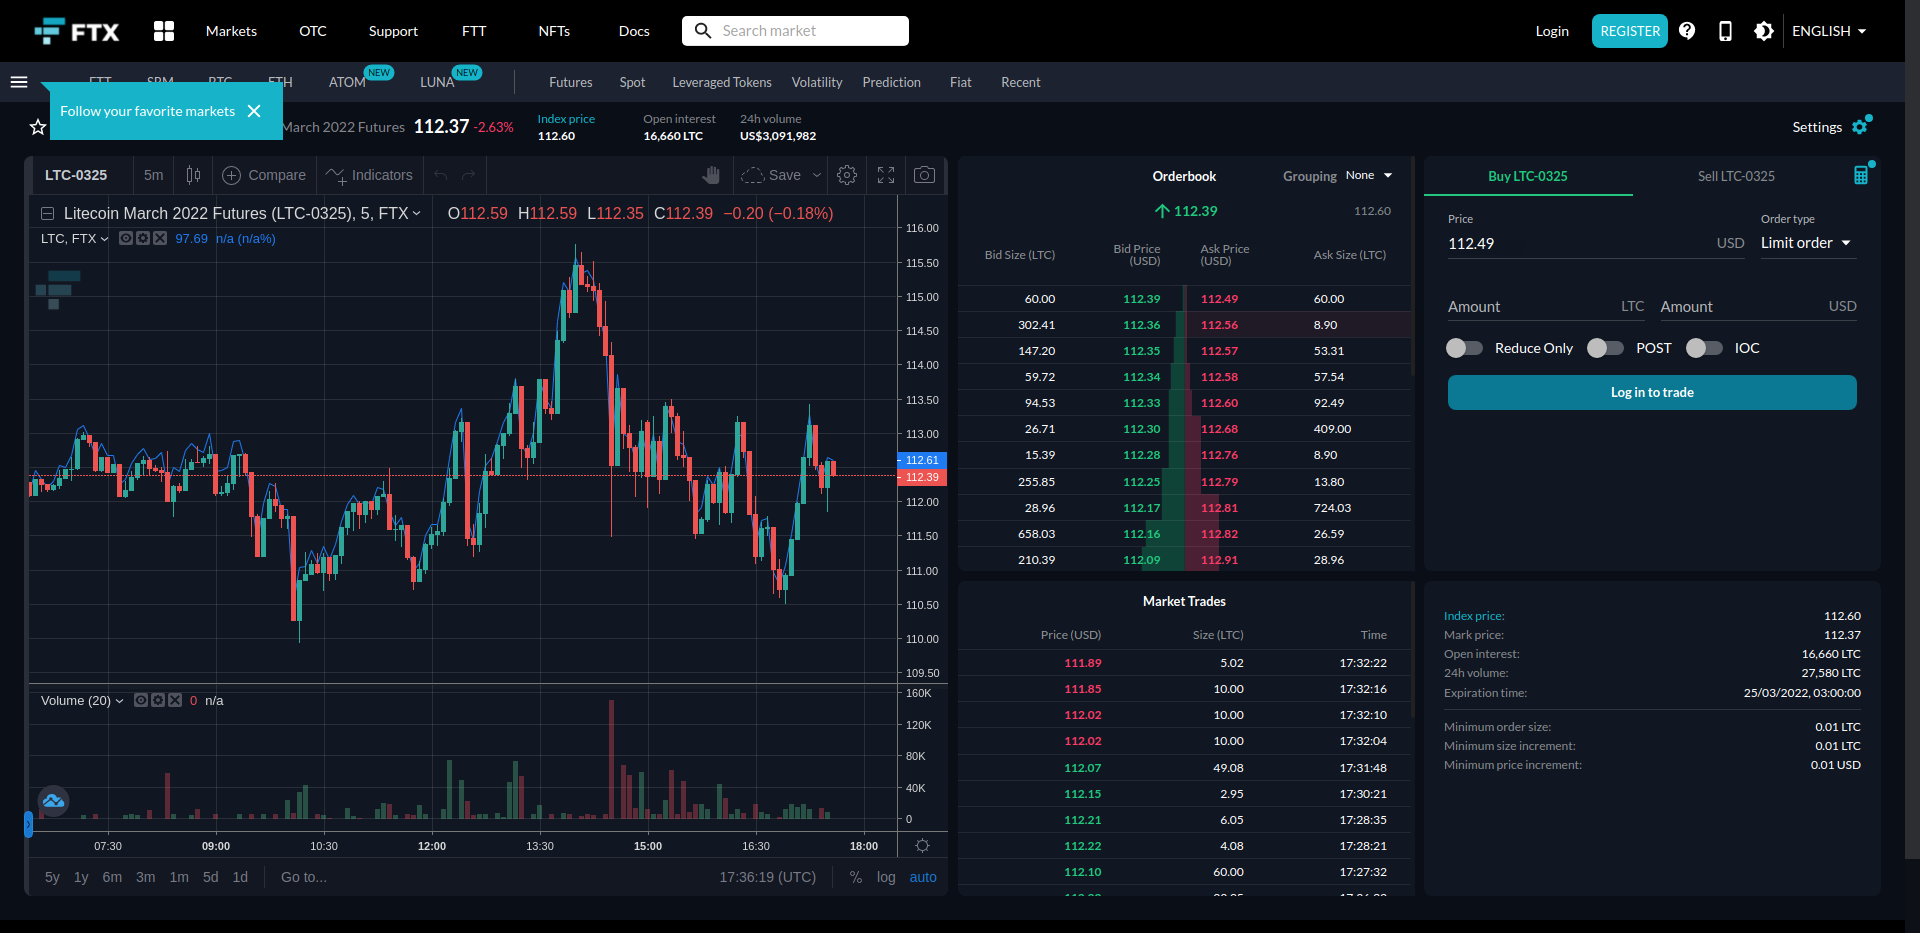 FTX
Markets
OTC
Support
FTT
NFTs
Docs
Search market
Login
REGISTER
ENGLISH
ATOM
NEW
LUNA
NEW
Futures
Spot
Leveraged Tokens
Volatility
Prediction
Fiat
Recent
Follow your favorite markets
March 2022 Futures
112.37 -2.63%
Index price
112.60
Open interest
16,660 LTC
24h volume
US$3,091,982
Settings
LTC-0325
5m
Compare
Indicators
Save
Litecoin March 2022 Futures (LTC-0325), 5, FTX
O112.59 H112.59 L112.35 C112.39 −0.20 (−0.18%)
LTC, FTX
97.69 n/a (n/a%)
116.00
115.50
115.00
114.50
114.00
113.50
113.00
112.61
112.39
112.00
111.50
111.00
110.50
110.00
109.50
Volume (20)
0 n/a
160K
120K
80K
40K
0
07:30 09:00 10:30 12:00 13:30 15:00 16:30 18:00
5y 1y 6m 3m 1m 5d 1d Go to...
17:36:19 (UTC) % log auto
Orderbook
Grouping None
112.39
112.60
Bid Size (LTC) Bid Price (USD) Ask Price (USD) Ask Size (LTC)
60.00 112.39 112.49 60.00
302.41 112.36 112.56 8.90
147.20 112.35 112.57 53.31
59.72 112.34 112.58 57.54
94.53 112.33 112.60 92.49
26.71 112.30 112.68 409.00
15.39 112.28 112.76 8.90
255.85 112.25 112.79 13.80
28.96 112.17 112.81 724.03
658.03 112.16 112.82 26.59
210.39 112.09 112.91 28.96
Market Trades
Price (USD) Size (LTC) Time
111.89 5.02 17:32:22
111.85 10.00 17:32:16
112.02 10.00 17:32:10
112.02 10.00 17:32:04
112.07 49.08 17:31:48
112.15 2.95 17:30:21
112.21 6.05 17:28:35
112.22 4.08 17:28:21
112.10 60.00 17:27:32
Buy LTC-0325
Sell LTC-0325
Price
Order type
112.49 USD
Limit order
Amount LTC
Amount USD
Reduce Only
POST
IOC
Log in to trade
Index price: 112.60
Mark price: 112.37
Open interest: 16,660 LTC
24h volume: 27,580 LTC
Expiration time: 25/03/2022, 03:00:00
Minimum order size: 0.01 LTC
Minimum size increment: 0.01 LTC
Minimum price increment: 0.01 USD